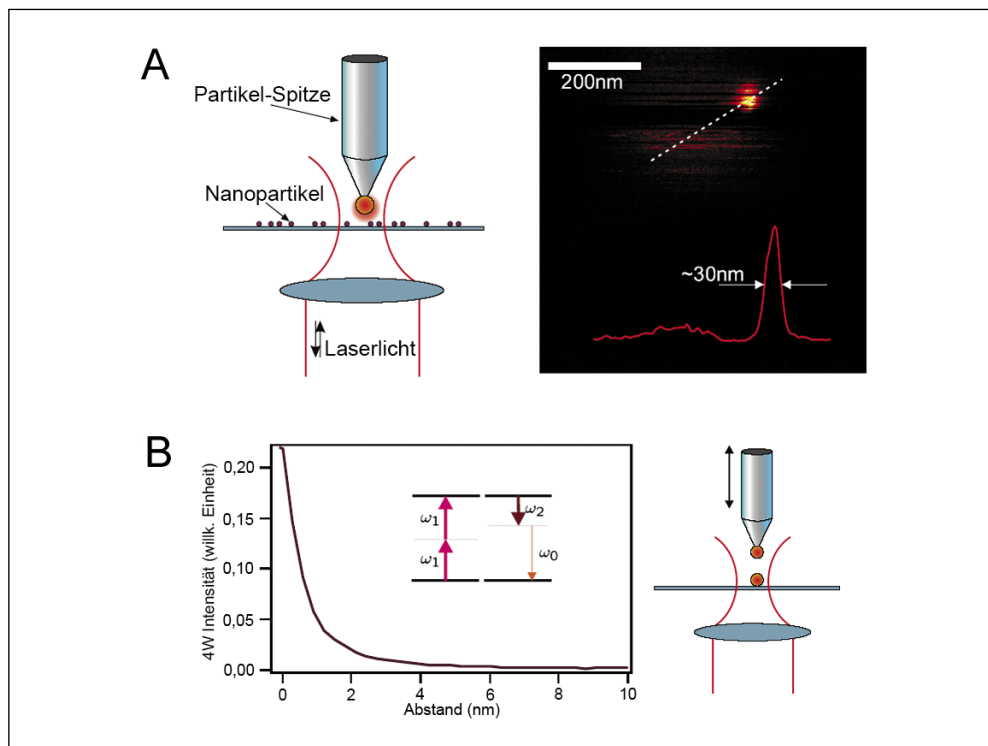 A
Partikel-Spitze
Nanopartikel
Laserlicht
200nm
~30nm
B
4W Intensität (willk. Einheit)
0,20
0,15
0,10
0,05
0,00
0
2
4
6
8
10
Abstand (nm)
ω1
ω1
ω2
ω0